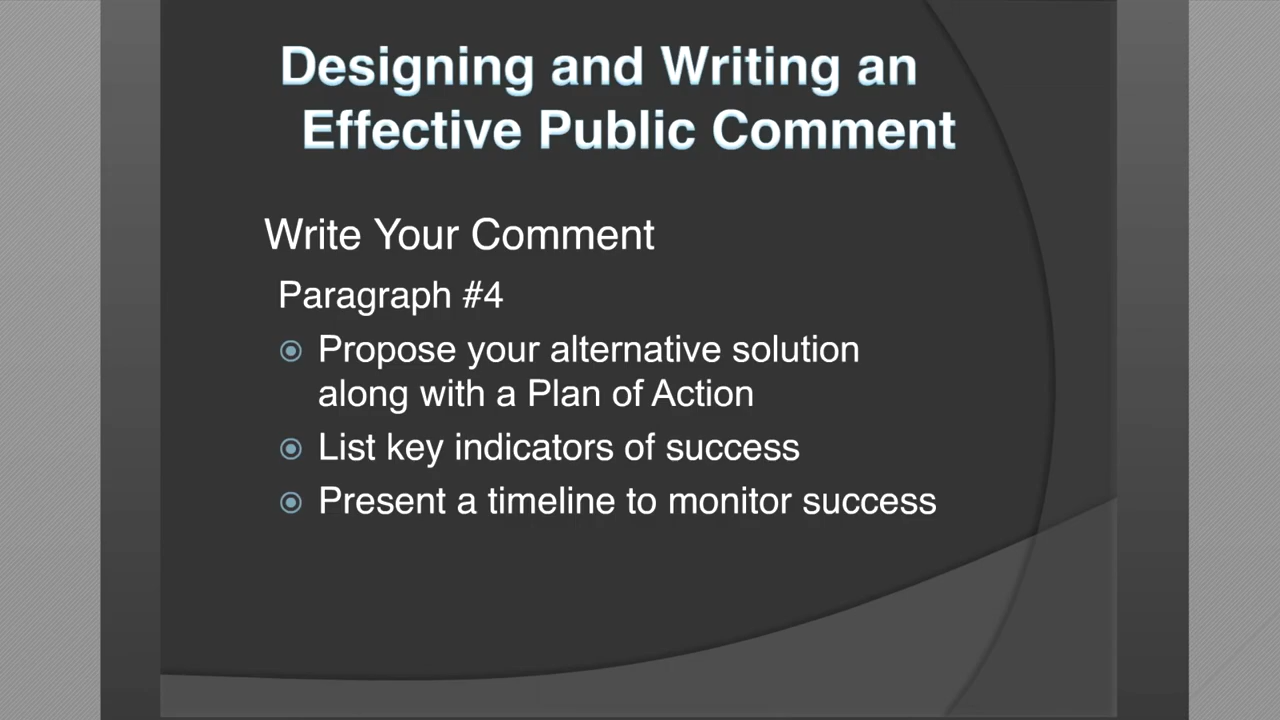 Designing and Writing an
Effective Public Comment
Write Your Comment
Paragraph #4
Propose your alternative solution
along with a Plan of Action
List key indicators of success
Present a timeline to monitor success